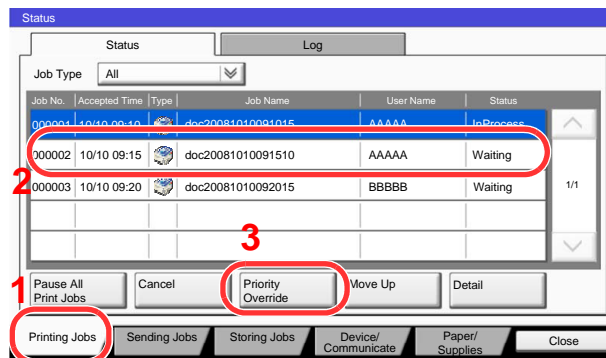 Status
Status Log
Job Type All
Job No. Accepted Time Type Job Name User Name Status
000001 10/10 09:10 doc20081010091015 AAAAA InProcess
000002 10/10 09:15 doc20081010091510 AAAAA Waiting
2
000003 10/10 09:20 doc20081010092015 BBBBB Waiting
1/1
3
1
Pause All
Print Jobs
Cancel
Priority
Override
Move Up
Detail
Printing Jobs
Sending Jobs
Storing Jobs
Device/
Communicate
Paper/
Supplies
Close